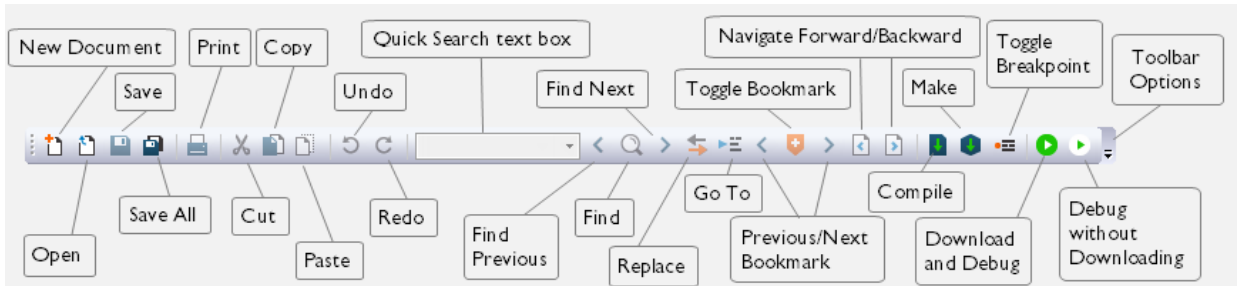 New Document
Print
Copy
Quick Search text box
Navigate Forward/Backward
Toggle
Breakpoint
Toolbar
Options
Save
Undo
Find Next
Toggle Bookmark
Make
Open
Save All
Cut
Paste
Redo
Find
Previous
Find
Replace
Go To
Previous/Next
Bookmark
Compile
Download
and Debug
Debug
without
Downloading